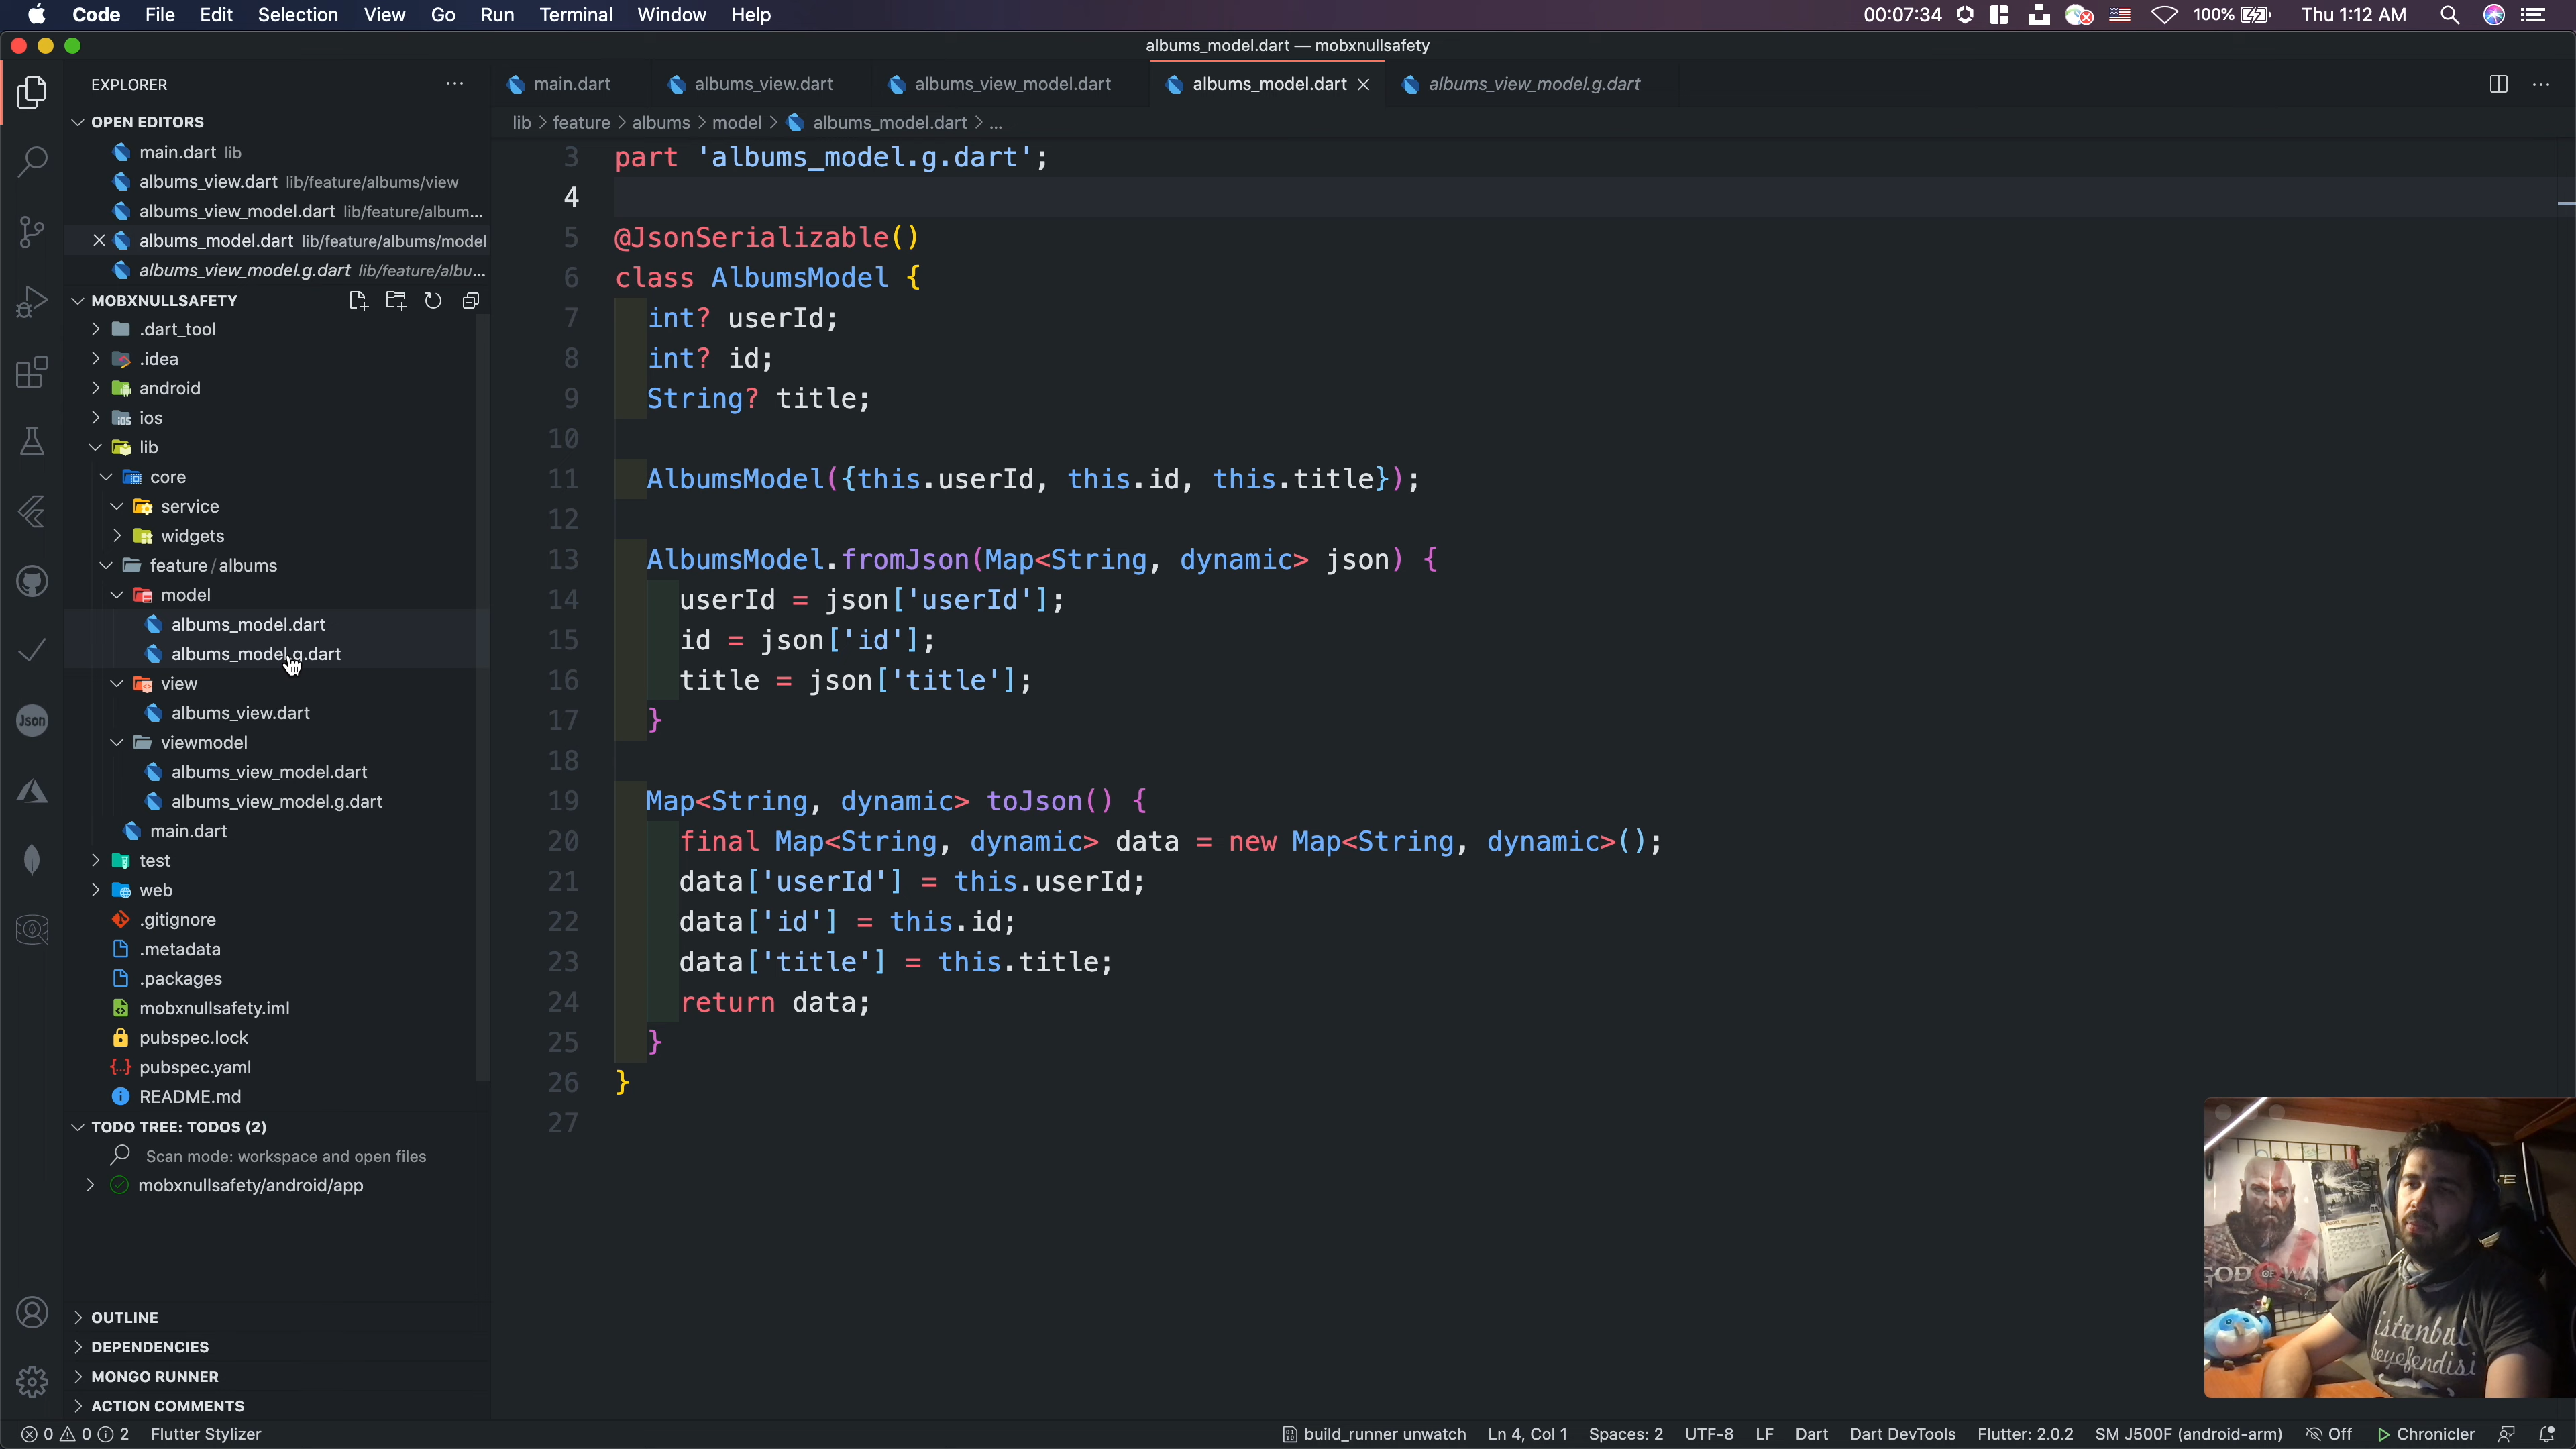 Code File Edit Selection View Go Run Terminal Window Help 00:07:34 100% Thu 1:12 AM
albums_model.dart — mobxnullsafety
EXPLORER
main.dart albums_view.dart albums_view_model.dart albums_model.dart albums_view_model.g.dart
OPEN EDITORS
main.dart lib
albums_view.dart lib/feature/albums/view
albums_view_model.dart lib/feature/album...
albums_model.dart lib/feature/albums/model
albums_view_model.g.dart lib/feature/albu...
MOBXNULLSAFETY
.dart_tool
.idea
android
ios
lib
core
service
widgets
feature / albums
model
albums_model.dart
albums_model.g.dart
view
albums_view.dart
viewmodel
albums_view_model.dart
albums_view_model.g.dart
main.dart
test
web
.gitignore
.metadata
.packages
mobxnullsafety.iml
pubspec.lock
pubspec.yaml
README.md
TODO TREE: TODOS (2)
Scan mode: workspace and open files
mobxnullsafety/android/app
OUTLINE
DEPENDENCIES
MONGO RUNNER
ACTION COMMENTS
lib > feature > albums > model > albums_model.dart > ...
3 part 'albums_model.g.dart';
4
5 @JsonSerializable()
6 class AlbumsModel {
7 int? userId;
8 int? id;
9 String? title;
10
11 AlbumsModel({this.userId, this.id, this.title});
12
13 AlbumsModel.fromJson(Map<String, dynamic> json) {
14 userId = json['userId'];
15 id = json['id'];
16 title = json['title'];
17 }
18
19 Map<String, dynamic> toJson() {
20 final Map<String, dynamic> data = new Map<String, dynamic>();
21 data['userId'] = this.userId;
22 data['id'] = this.id;
23 data['title'] = this.title;
24 return data;
25 }
26 }
27
Json
GOD OF WAR
istanbul
beyefendisi
0 0 2 Flutter Stylizer build_runner unwatch Ln 4, Col 1 Spaces: 2 UTF-8 LF Dart Dart DevTools Flutter: 2.0.2 SM J500F (android-arm) Off Chronicler